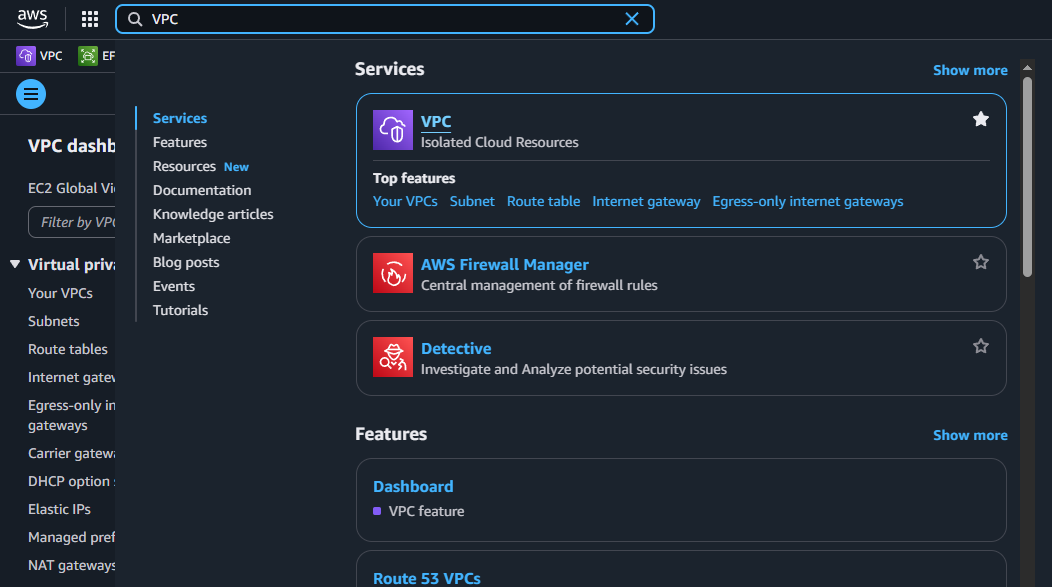 aws
VPC
VPC
EF
VPC dashb
EC2 Global Vi
Filter by VPC
Virtual priva
Your VPCs
Subnets
Route tables
Internet gatew
Egress-only in
gateways
Carrier gatewa
DHCP option s
Elastic IPs
Managed pref
NAT gateways
Services
Features
Resources New
Documentation
Knowledge articles
Marketplace
Blog posts
Events
Tutorials
Services Show more
VPC
Isolated Cloud Resources
Top features
Your VPCs Subnet Route table Internet gateway Egress-only internet gateways
AWS Firewall Manager
Central management of firewall rules
Detective
Investigate and Analyze potential security issues
Features Show more
Dashboard
VPC feature
Route 53 VPCs